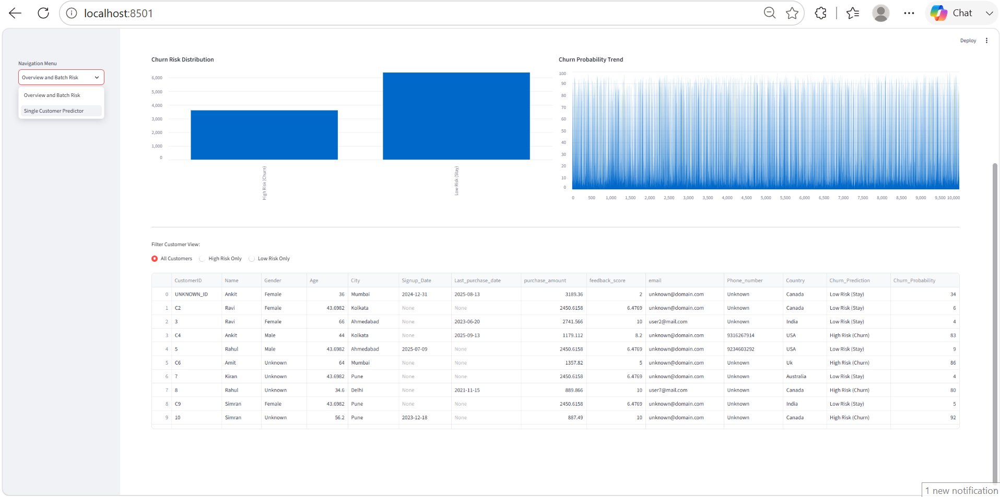 localhost:8501
Chat
Deploy
Navigation Menu
Overview and Batch Risk
Overview and Batch Risk
Single Customer Predictor
Churn Risk Distribution
6,000
5,000
4,000
3,000
2,000
1,000
0
High Risk (Churn)
Low Risk (Stay)
Churn Probability Trend
100
90
80
70
60
50
40
30
20
10
0
0 500 1,000 1,500 2,000 2,500 3,000 3,500 4,000 4,500 5,000 5,500 6,000 6,500 7,000 7,500 8,000 8,500 9,000 9,500 10,000
Filter Customer View:
All Customers High Risk Only Low Risk Only
CustomerID Name Gender Age City Signup_Date Last_purchase_date purchase_amount feedback_score email Phone_number Country Churn_Prediction Churn_Probability
0 UNKNOWN_ID Ankit Female 36 Mumbai 2024-12-31 2025-08-13 3189.36 2 unknown@domain.com Unknown Canada Low Risk (Stay) 34
1 C2 Ravi Female 43.6982 Kolkata None None 2450.6158 6.4769 unknown@domain.com Unknown Canada Low Risk (Stay) 6
2 3 Ravi Female 66 Ahmedabad None 2023-06-20 2741.566 10 user2@mail.com Unknown India Low Risk (Stay) 4
3 C4 Ankit Male 44 Kolkata None 2025-09-13 1179.112 8.2 unknown@domain.com 9316267914 USA High Risk (Churn) 83
4 5 Rahul Male 43.6982 Ahmedabad 2025-07-09 None 2450.6158 6.4769 unknown@domain.com 9234603292 USA Low Risk (Stay) 9
5 C6 Amit Unknown 64 Mumbai None None 1357.82 5 unknown@domain.com Unknown Uk High Risk (Churn) 86
6 7 Kiran Unknown 43.6982 Pune None None 2450.6158 6.4769 unknown@domain.com Unknown Australia Low Risk (Stay) 4
7 8 Rahul Unknown 34.6 Delhi None 2021-11-15 889.866 10 user7@mail.com Unknown Canada High Risk (Churn) 80
8 C9 Simran Female 43.6982 Pune None None 2450.6158 6.4769 unknown@domain.com Unknown India Low Risk (Stay) 5
9 10 Simran Unknown 56.2 Pune 2023-12-18 None 887.49 10 unknown@domain.com Unknown Canada High Risk (Churn) 92
1 new notification